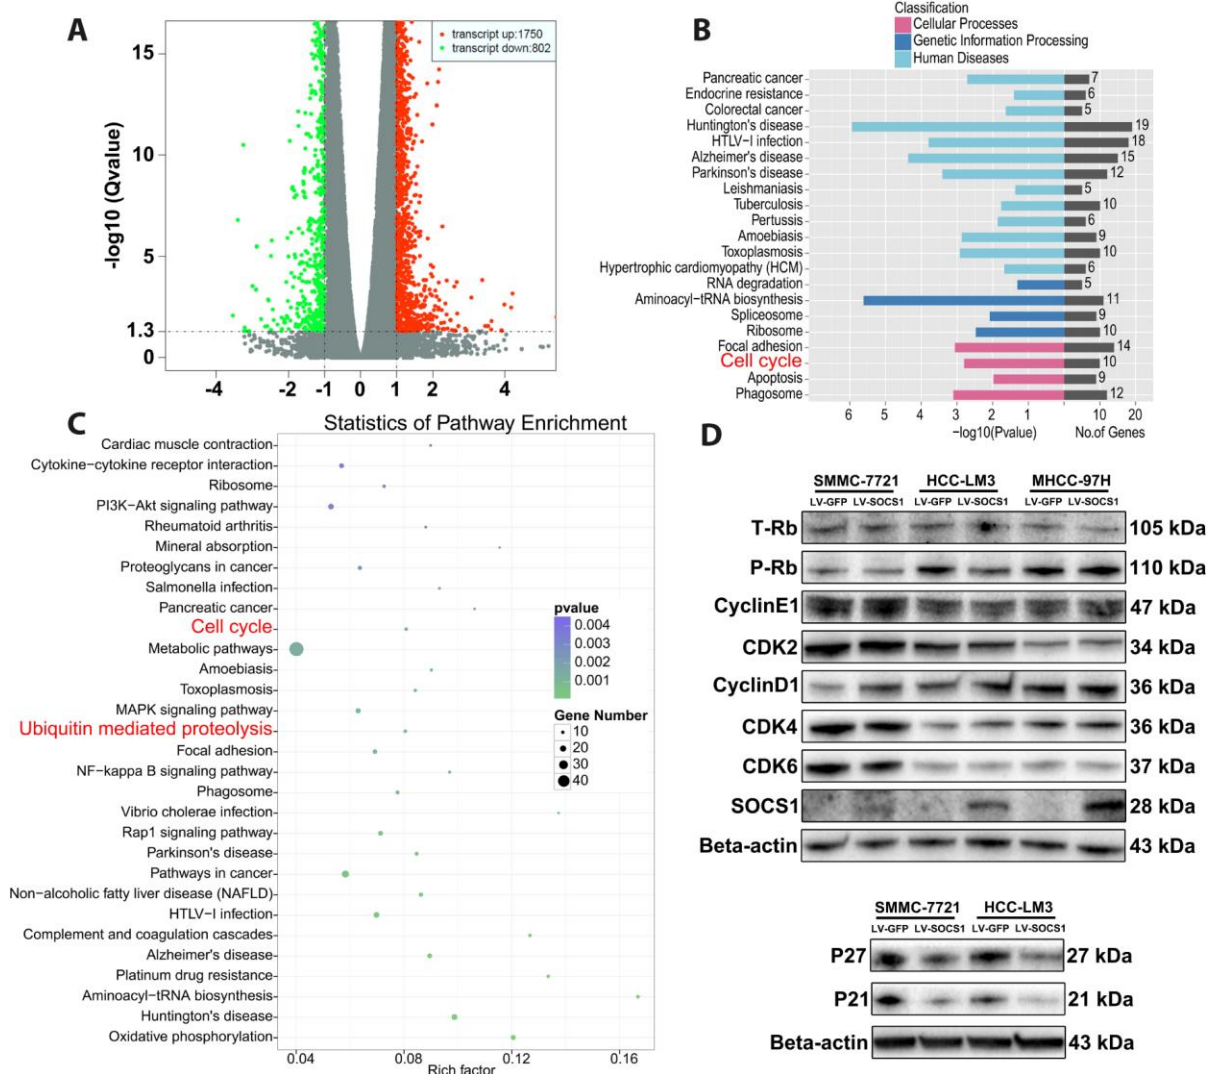 A
transcript up:1750
transcript down:802
-log10 (Qvalue)
15
10
5
1.3
0
-4
-2
-1
0
1
2
4
B
Classification
Cellular Processes
Genetic Information Processing
Human Diseases
Pancreatic cancer 7
Endocrine resistance 6
Colorectal cancer 5
Huntington's disease 19
HTLV−I infection 18
Alzheimer's disease 15
Parkinson's disease 12
Leishmaniasis 5
Tuberculosis 10
Pertussis 6
Amoebiasis 9
Toxoplasmosis 10
Hypertrophic cardiomyopathy (HCM) 6
RNA degradation 5
Aminoacyl−tRNA biosynthesis 11
Spliceosome 9
Ribosome 10
Focal adhesion 14
Cell cycle 10
Apoptosis 9
Phagosome 12
6 5 4 3 2 1 10 20
−log10(Pvalue) No.of Genes
C
Statistics of Pathway Enrichment
Cardiac muscle contraction
Cytokine−cytokine receptor interaction
Ribosome
PI3K−Akt signaling pathway
Rheumatoid arthritis
Mineral absorption
Proteoglycans in cancer
Salmonella infection
Pancreatic cancer
Cell cycle
Metabolic pathways
Amoebiasis
Toxoplasmosis
MAPK signaling pathway
Ubiquitin mediated proteolysis
Focal adhesion
NF−kappa B signaling pathway
Phagosome
Vibrio cholerae infection
Rap1 signaling pathway
Parkinson's disease
Pathways in cancer
Non−alcoholic fatty liver disease (NAFLD)
HTLV−I infection
Complement and coagulation cascades
Alzheimer's disease
Platinum drug resistance
Aminoacyl−tRNA biosynthesis
Huntington's disease
Oxidative phosphorylation
0.04 0.08 0.12 0.16
Rich factor
pvalue
0.004
0.003
0.002
0.001
Gene Number
10
20
30
40
D
SMMC-7721 HCC-LM3 MHCC-97H
LV-GFP LV-SOCS1 LV-GFP LV-SOCS1 LV-GFP LV-SOCS1
T-Rb 105 kDa
P-Rb 110 kDa
CyclinE1 47 kDa
CDK2 34 kDa
CyclinD1 36 kDa
CDK4 36 kDa
CDK6 37 kDa
SOCS1 28 kDa
Beta-actin 43 kDa
SMMC-7721 HCC-LM3
LV-GFP LV-SOCS1 LV-GFP LV-SOCS1
P27 27 kDa
P21 21 kDa
Beta-actin 43 kDa